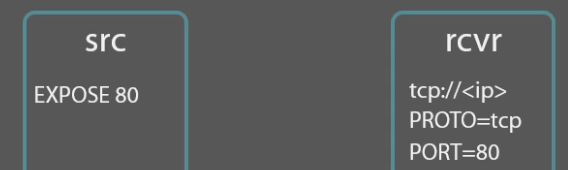 src
EXPOSE 80
rcvr
tcp://<ip>
PROTO=tcp
PORT=80